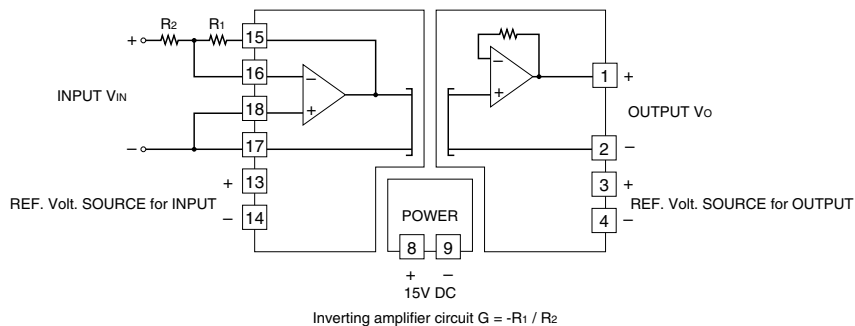 R2 R1 15
+
16 − − 1 +
INPUT VIN
18 + + OUTPUT VO
− 17 2 −
+ 13 3 +
REF. Volt. SOURCE for INPUT REF. Volt. SOURCE for OUTPUT
− 14 POWER 4 −
8 9
+ −
15V DC
Inverting amplifier circuit G = -R1 / R2